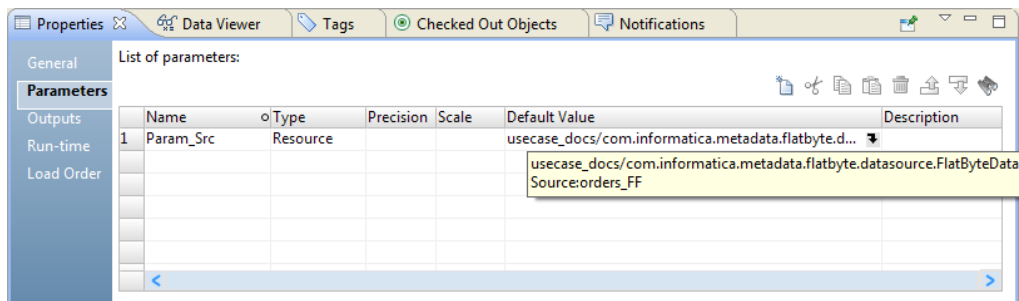 Properties Data Viewer Tags Checked Out Objects Notifications
General
Parameters
Outputs
Run-time
Load Order
List of parameters:
Name Type Precision Scale Default Value Description
1 Param_Src Resource usecase_docs/com.informatica.metadata.flatbyte.d...
usecase_docs/com.informatica.metadata.flatbyte.datasource.FlatByteData
Source:orders_FF